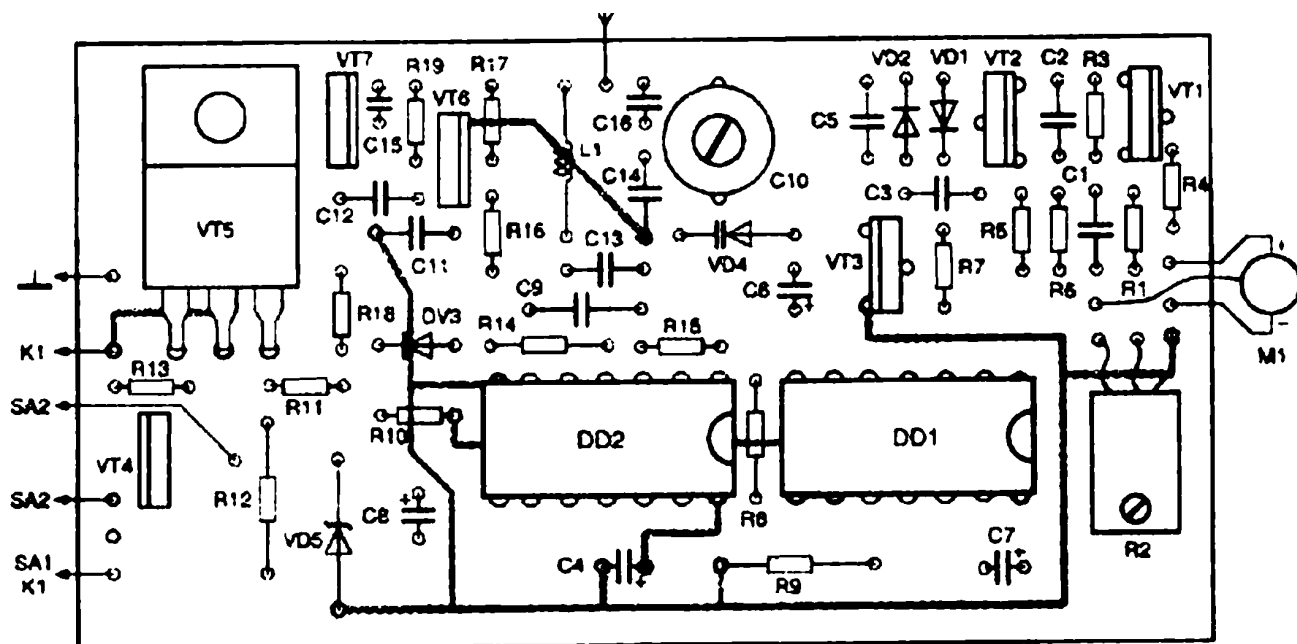 VT7
R19
R17
VD2
VD1
VT2
C2
R3
VT6
VT1
C15
C16
C5
L1
C14
C10
C1
R4
C12
C3
VT5
R16
C13
R5
C11
VD4
VT3
R7
+
C9
C6
+
R6
R1
R18
DV3
R14
R15
K1
–
M1
R13
SA2
R11
R10
DD2
DD1
VT4
R12
SA2
+
C8
R8
VD5
C7
+
R2
SA1
K1
C4
+
R9